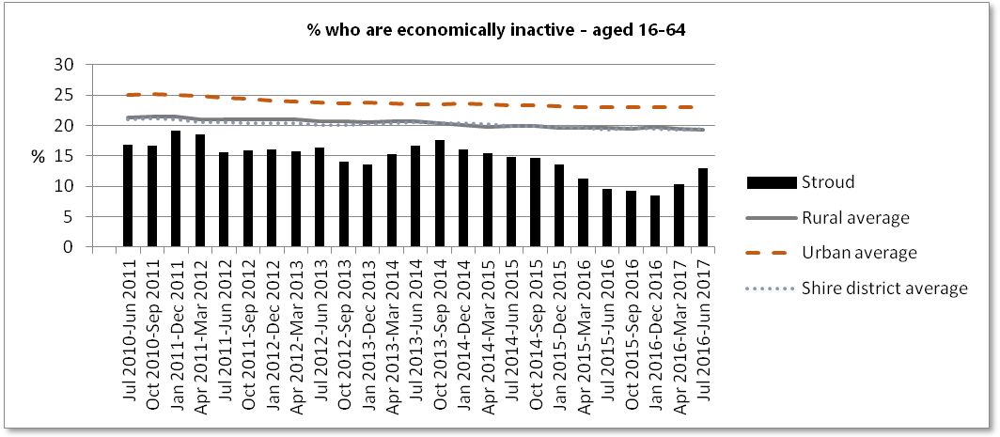 % who are economically inactive - aged 16-64
30
25
20
15
10
5
0
%
Jul 2010-Jun 2011
Oct 2010-Sep 2011
Jan 2011-Dec 2011
Apr 2011-Mar 2012
Jul 2011-Jun 2012
Oct 2011-Sep 2012
Jan 2012-Dec 2012
Apr 2012-Mar 2013
Jul 2012-Jun 2013
Oct 2012-Sep 2013
Jan 2013-Dec 2013
Apr 2013-Mar 2014
Jul 2013-Jun 2014
Oct 2013-Sep 2014
Jan 2014-Dec 2014
Apr 2014-Mar 2015
Jul 2014-Jun 2015
Oct 2014-Sep 2015
Jan 2015-Dec 2015
Apr 2015-Mar 2016
Jul 2015-Jun 2016
Oct 2015-Sep 2016
Jan 2016-Dec 2016
Apr 2016-Mar 2017
Jul 2016-Jun 2017
Stroud
Rural average
Urban average
Shire district average